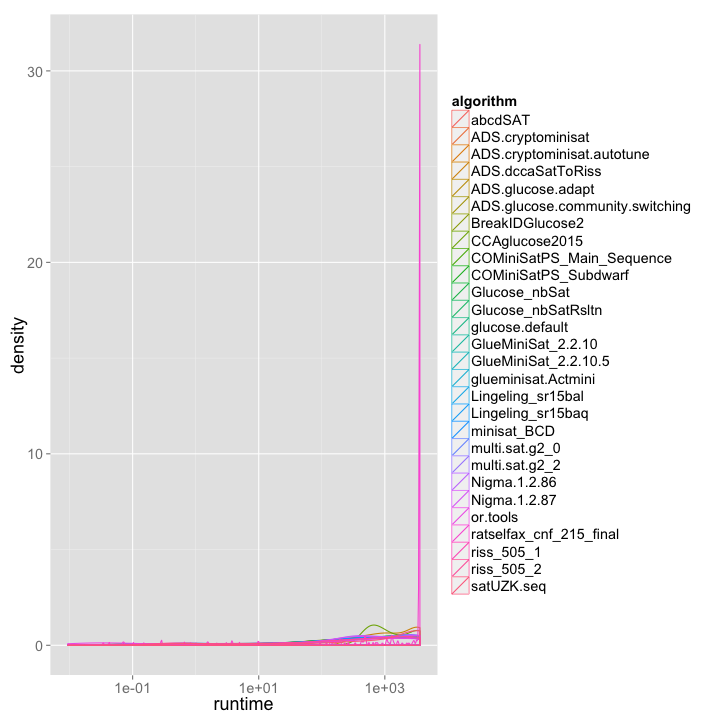 30
20
10
0
density
1e-01
1e+01
1e+03
runtime
algorithm
abcdSAT
ADS.cryptominisat
ADS.cryptominisat.autotune
ADS.dccaSatToRiss
ADS.glucose.adapt
ADS.glucose.community.switching
BreakIDGlucose2
CCAglucose2015
COMiniSatPS_Main_Sequence
COMiniSatPS_Subdwarf
Glucose_nbSat
Glucose_nbSatRsltn
glucose.default
GlueMiniSat_2.2.10
GlueMiniSat_2.2.10.5
glueminisat.Actmini
Lingeling_sr15bal
Lingeling_sr15baq
minisat_BCD
multi.sat.g2_0
multi.sat.g2_2
Nigma.1.2.86
Nigma.1.2.87
or.tools
ratselfax_cnf_215_final
riss_505_1
riss_505_2
satUZK.seq